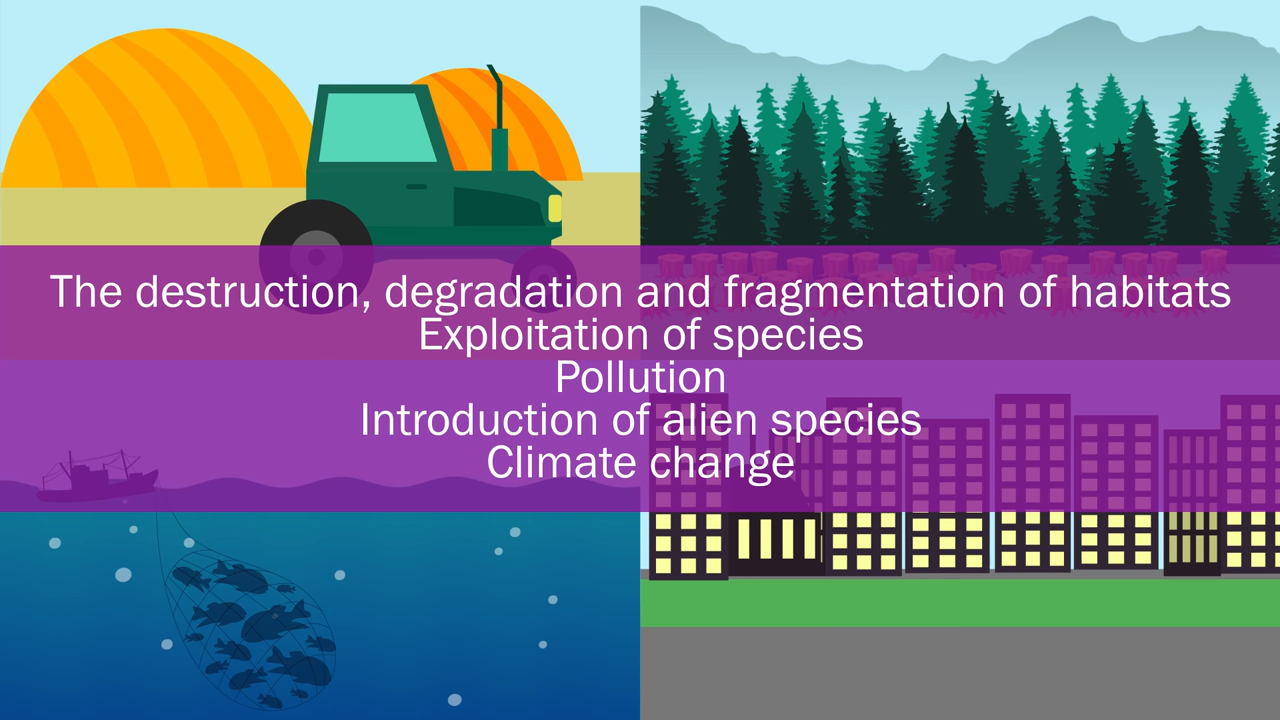 The destruction, degradation and fragmentation of habitats
Exploitation of species
Pollution
Introduction of alien species
Climate change